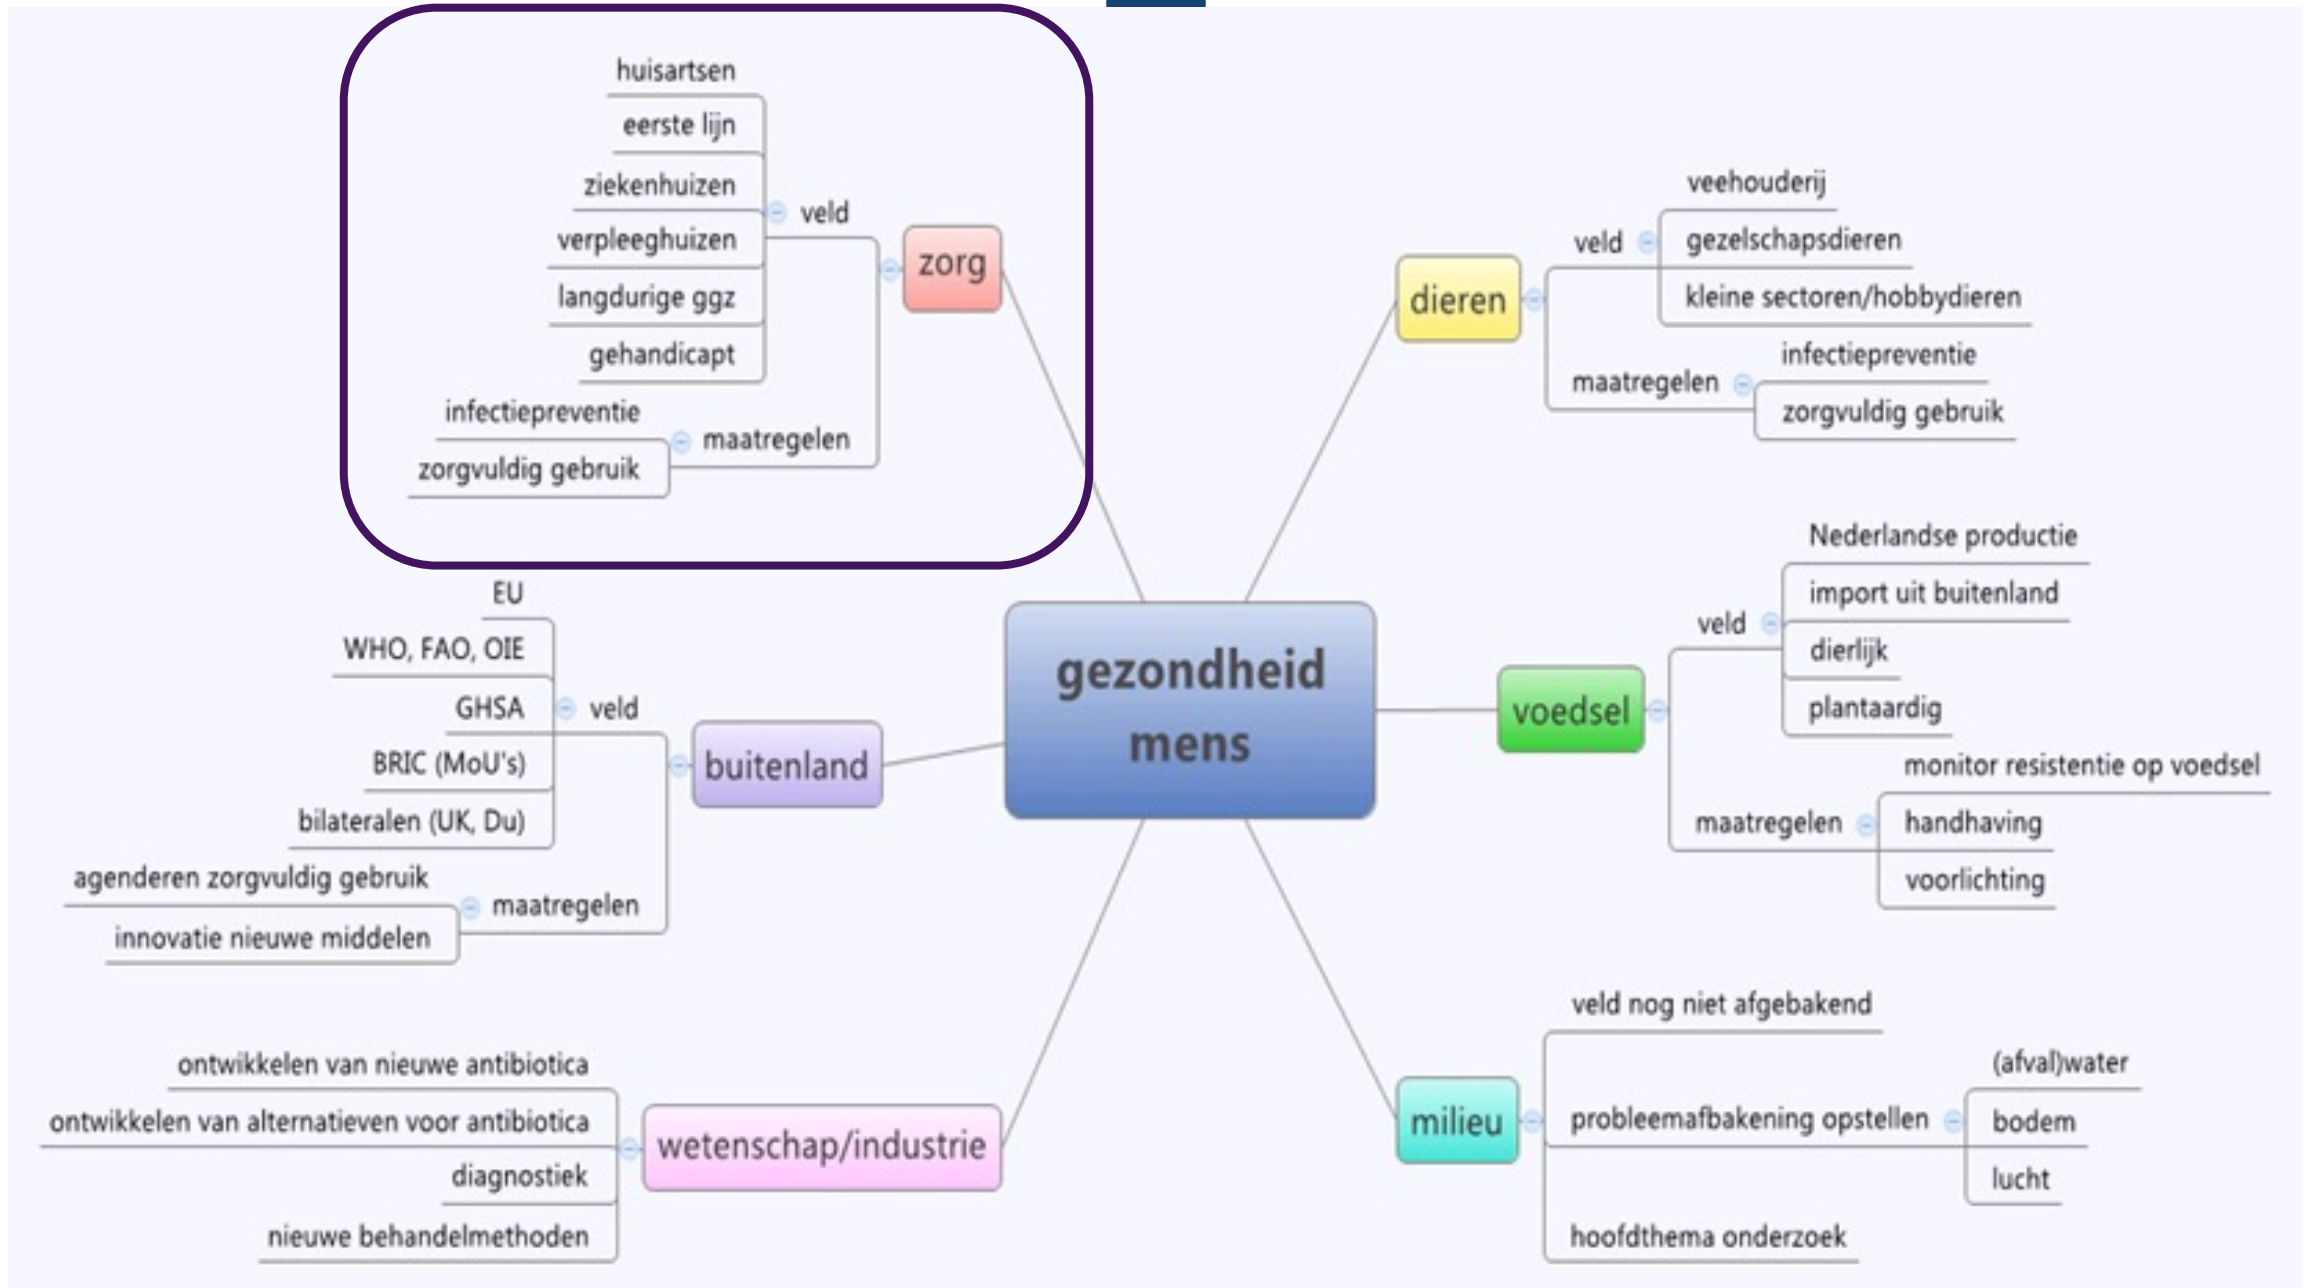 huisartsen
eerste lijn
ziekenhuizen
verpleeghuizen
langdurige ggz
gehandicapt
veld
infectiepreventie
zorgvuldig gebruik
maatregelen
zorg
EU
WHO, FAO, OIE
GHSA
BRIC (MoU's)
bilateralen (UK, Du)
veld
agenderen zorgvuldig gebruik
innovatie nieuwe middelen
maatregelen
buitenland
ontwikkelen van nieuwe antibiotica
ontwikkelen van alternatieven voor antibiotica
diagnostiek
nieuwe behandelmethoden
wetenschap/industrie
gezondheid
mens
dieren
veld
veehouderij
gezelschapsdieren
kleine sectoren/hobbydieren
maatregelen
infectiepreventie
zorgvuldig gebruik
voedsel
veld
Nederlandse productie
import uit buitenland
dierlijk
plantaardig
maatregelen
monitor resistentie op voedsel
handhaving
voorlichting
milieu
veld nog niet afgebakend
probleemafbakening opstellen
(afval)water
bodem
lucht
hoofdthema onderzoek